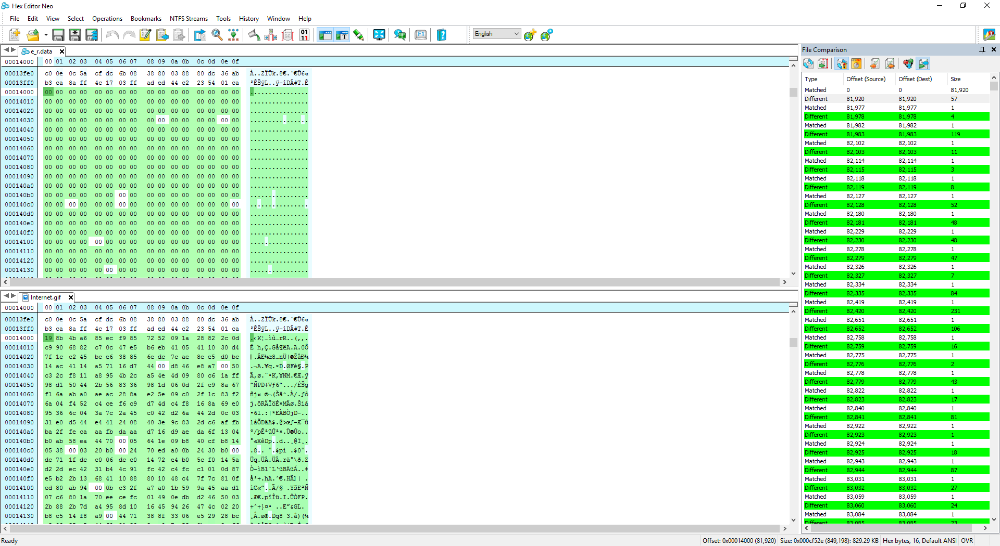 Hex Editor Neo
File Edit View Select Operations Bookmarks NTFS Streams Tools History Window Help
English
e_r.data
00014000 00 01 02 03 04 05 06 07 08 09 0a 0b 0c 0d 0e 0f
00013fe0 c0 0e 0c 5a cf dc 6b 08 38 80 03 88 80 dc 36 ab À..ZÏÜk.8€.ˆ€Ü6«
00013ff0 b3 ca 8a ff 4c 17 03 ff ad ed 44 c2 23 54 01 ca ³ÊŠÿL..ÿ-íDÂ#T.Ê
00014000 00 00 00 00 00 00 00 00 00 00 00 00 00 00 00 00 ................
00014010 00 00 00 00 00 00 00 00 00 00 00 00 00 00 00 00 ................
00014020 00 00 00 00 00 00 00 00 00 00 00 00 00 00 00 00 ................
00014030 00 00 00 00 00 00 00 00 00 00 00 00 00 00 00 00 ................
00014040 00 00 00 00 00 00 00 00 00 00 00 00 00 00 00 00 ................
00014050 00 00 00 00 00 00 00 00 00 00 00 00 00 00 00 00 ................
00014060 00 00 00 00 00 00 00 00 00 00 00 00 00 00 00 00 ................
00014070 00 00 00 00 00 00 00 00 00 00 00 00 00 00 00 00 ................
00014080 00 00 00 00 00 00 00 00 00 00 00 00 00 00 00 00 ................
00014090 00 00 00 00 00 00 00 00 00 00 00 00 00 00 00 00 ................
000140a0 00 00 00 00 00 00 00 00 00 00 00 00 00 00 00 00 ................
000140b0 00 00 00 00 00 00 00 00 00 00 00 00 00 00 00 00 ................
000140c0 00 00 00 00 00 00 00 00 00 00 00 00 00 00 00 00 ................
000140d0 00 00 00 00 00 00 00 00 00 00 00 00 00 00 00 00 ................
000140e0 00 00 00 00 00 00 00 00 00 00 00 00 00 00 00 00 ................
000140f0 00 00 00 00 00 00 00 00 00 00 00 00 00 00 00 00 ................
00014100 00 00 00 00 00 00 00 00 00 00 00 00 00 00 00 00 ................
00014110 00 00 00 00 00 00 00 00 00 00 00 00 00 00 00 00 ................
00014120 00 00 00 00 00 00 00 00 00 00 00 00 00 00 00 00 ................
00014130 00 00 00 00 00 00 00 00 00 00 00 00 00 00 00 00 ................
Internet.gif
00014000 00 01 02 03 04 05 06 07 08 09 0a 0b 0c 0d 0e 0f
00013fe0 c0 0e 0c 5a cf dc 6b 08 38 80 03 88 80 dc 36 ab À..ZÏÜk.8€.ˆ€Ü6«
00013ff0 b3 ca 8a ff 4c 17 03 ff ad ed 44 c2 23 54 01 ca ³ÊŠÿL..ÿ-íDÂ#T.Ê
00014000 19 8b 4b a6 85 ec f9 85 72 52 09 1a 28 82 2c 0d .‹K¦…ìù…rR..(‚,.
00014010 c9 90 68 82 c7 0c 47 e5 b6 eb 41 05 41 10 30 d4
00014020 7f 1c c2 45 bc e6 38 85 6e dc 7c ae 8e e5 d0 bc
00014030 14 ac 41 14 a5 71 16 d7 44 00 d8 46 e8 a7 00 50 .¬A.¥q.×D.ØFè§.P
00014040 c3 2c f8 11 a8 95 4b 2c a5 4e 4d 09 80 c6 1a ff Ã,ø.¨•K,¥NM.€Æ.ÿ
00014050 98 d1 50 44 2b 56 83 36 98 1d 06 0d 2f c9 8a 67 ˜ÑPD+Vƒ6˜.../ÉŠg
00014060 f1 6a ab a0 ae ac 28 8a e2 5e 09 c0 2f 1c 83 f2 ñj« ®¬(Šâ^.À/.ƒò
00014070 6a 04 f4 52 c4 ce f6 c9 d7 4d c4 f8 16 8a 69 e0 j.ôRÄÎöÉ×MÄø.Šià
00014080 95 36 6c 04 3a 7c 2a 45 c0 42 d2 6a 44 2d 0c 03 •6l.:|*EÀBÒjD-..
00014090 31 e0 d5 44 e4 41 24 08 40 3e 9c 83 2d c6 af fb 1àÕDäA$.@>œƒ-Æ¯û
000140a0 ba 2f fe ca aa fb da aa d7 16 d9 ae da 6f 13 04 º/þÊªûÚª×.Ù®Úo..
000140b0 b0 ab 58 ea 44 70 00 05 64 1e 09 b8 40 cf b8 14 °«XêDp..d..¸@Ï¸.
000140c0 05 38 00 03 20 b0 00 24 70 ed a0 0b 24 30 b0 00 .8.. °.$pí .$0°.
000140d0 dc 71 1f dc c0 06 dc c0 14 72 e4 b0 5c f0 14 5a Üq.ÜÀ.ÜÀ.rä°\ð.Z
000140e0 d2 2d ec 42 31 b4 4c 91 fc 42 c4 fc c1 01 0d 87 Ò-ìB1´L‘üBÄüÁ..‡
000140f0 e5 b2 2b 13 68 41 10 88 80 10 48 c4 7f 7c 81 0f
00014100 ed 80 ab 94 00 0b c3 2f a7 a0 1b 59 9a 45 aa d1 í€«”..Ã/§ .YšEªÑ
00014110 07 c6 80 1a 70 ee ce fc 01 49 0e db d2 46 50 03 .Æ€.pîÎü.I.ÛÒFP.
00014120 2b 88 2b 7d a4 95 8d 10 16 45 94 26 47 4c 02 20
00014130 b8 c5 14 f8 a9 00 44 71 38 8f 33 06 e5 29 28 bc
File Comparison
Type Offset (Source) Offset (Dest) Size
Matched 0 0 81,920
Different 81,920 81,920 57
Matched 81,977 81,977 1
Different 81,978 81,978 4
Matched 81,982 81,982 1
Different 81,983 81,983 119
Matched 82,102 82,102 1
Different 82,103 82,103 11
Matched 82,114 82,114 1
Different 82,115 82,115 3
Matched 82,118 82,118 1
Different 82,119 82,119 8
Matched 82,127 82,127 1
Different 82,128 82,128 52
Matched 82,180 82,180 1
Different 82,181 82,181 48
Matched 82,229 82,229 1
Different 82,230 82,230 48
Matched 82,278 82,278 1
Different 82,279 82,279 47
Matched 82,326 82,326 1
Different 82,327 82,327 7
Matched 82,334 82,334 1
Different 82,335 82,335 84
Matched 82,419 82,419 1
Different 82,420 82,420 231
Matched 82,651 82,651 1
Different 82,652 82,652 106
Matched 82,758 82,758 1
Different 82,759 82,759 16
Matched 82,775 82,775 1
Different 82,776 82,776 2
Matched 82,778 82,778 1
Different 82,779 82,779 43
Matched 82,822 82,822 1
Different 82,823 82,823 17
Matched 82,840 82,840 1
Different 82,841 82,841 81
Matched 82,922 82,922 1
Different 82,923 82,923 1
Matched 82,924 82,924 1
Different 82,925 82,925 18
Matched 82,943 82,943 1
Different 82,944 82,944 87
Matched 83,031 83,031 1
Different 83,032 83,032 27
Matched 83,059 83,059 1
Different 83,060 83,060 24
Matched 83,084 83,084 1
Different 83,085 83,085 23
Ready
Offset: 0x00014000 (81,920) Size: 0x000cf52e (849,198): 829.29 KB Hex bytes, 16, Default ANSI OVR